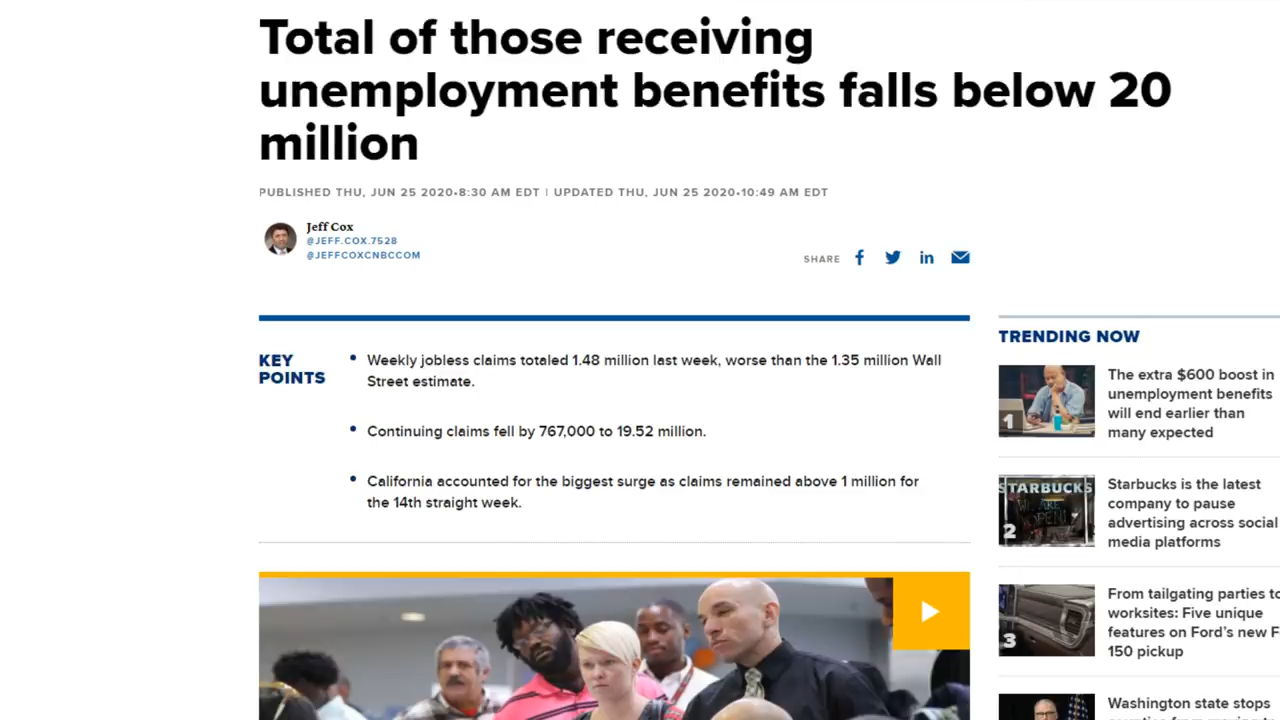 Total of those receiving
unemployment benefits falls below 20
million
PUBLISHED THU, JUN 25 2020•8:30 AM EDT | UPDATED THU, JUN 25 2020•10:49 AM EDT
Jeff Cox
@JEFF.COX.7528
@JEFFCOXCNBCCOM
SHARE
KEY
POINTS
• Weekly jobless claims totaled 1.48 million last week, worse than the 1.35 million Wall
Street estimate.
• Continuing claims fell by 767,000 to 19.52 million.
• California accounted for the biggest surge as claims remained above 1 million for
the 14th straight week.
TRENDING NOW
1
The extra $600 boost in
unemployment benefits
will end earlier than
many expected
STARBUCKS
WE ARE
OPEN
2
Starbucks is the latest
company to pause
advertising across social
media platforms
3
From tailgating parties to
worksites: Five unique
features on Ford's new F
150 pickup
Washington state stops